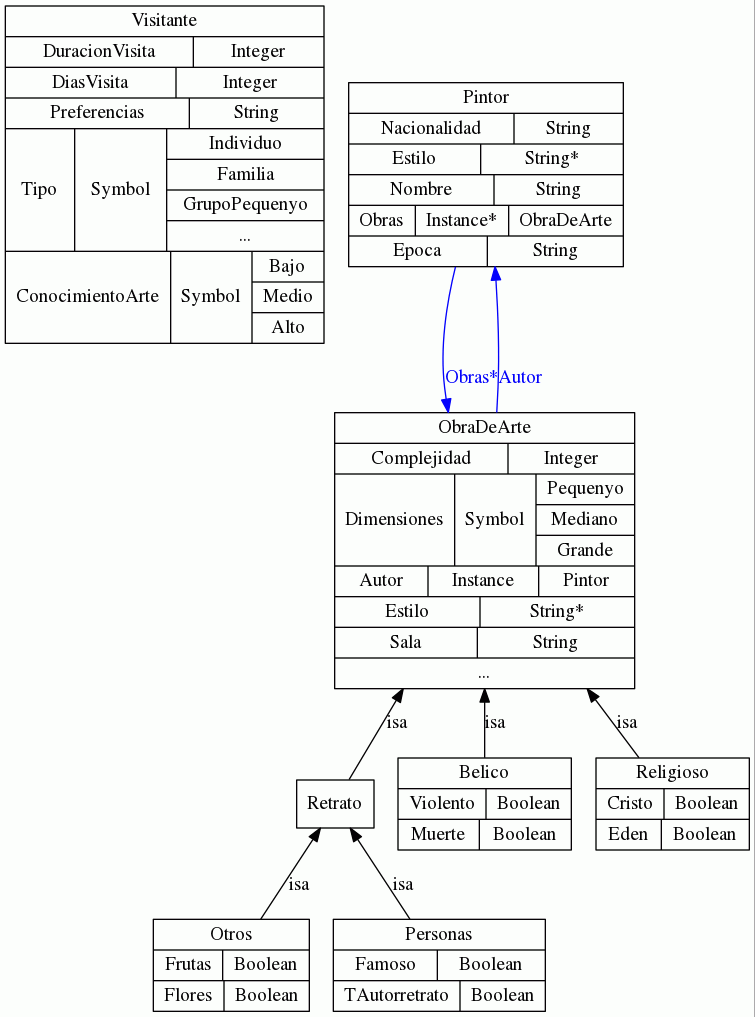 Visitante
DuracionVisita Integer
DiasVisita Integer
Preferencias String
Tipo Symbol Individuo
Familia
GrupoPequenyo
...
ConocimientoArte Symbol Bajo
Medio
Alto
Pintor
Nacionalidad String
Estilo String*
Nombre String
Obras Instance* ObraDeArte
Epoca String
Obras* Autor
ObraDeArte
Complejidad Integer
Dimensiones Symbol Pequenyo
Mediano
Grande
Autor Instance Pintor
Estilo String*
Sala String
...
isa isa isa
Retrato
Belico
Violento Boolean
Muerte Boolean
Religioso
Cristo Boolean
Eden Boolean
isa isa
Otros
Frutas Boolean
Flores Boolean
Personas
Famoso Boolean
TAutorretrato Boolean